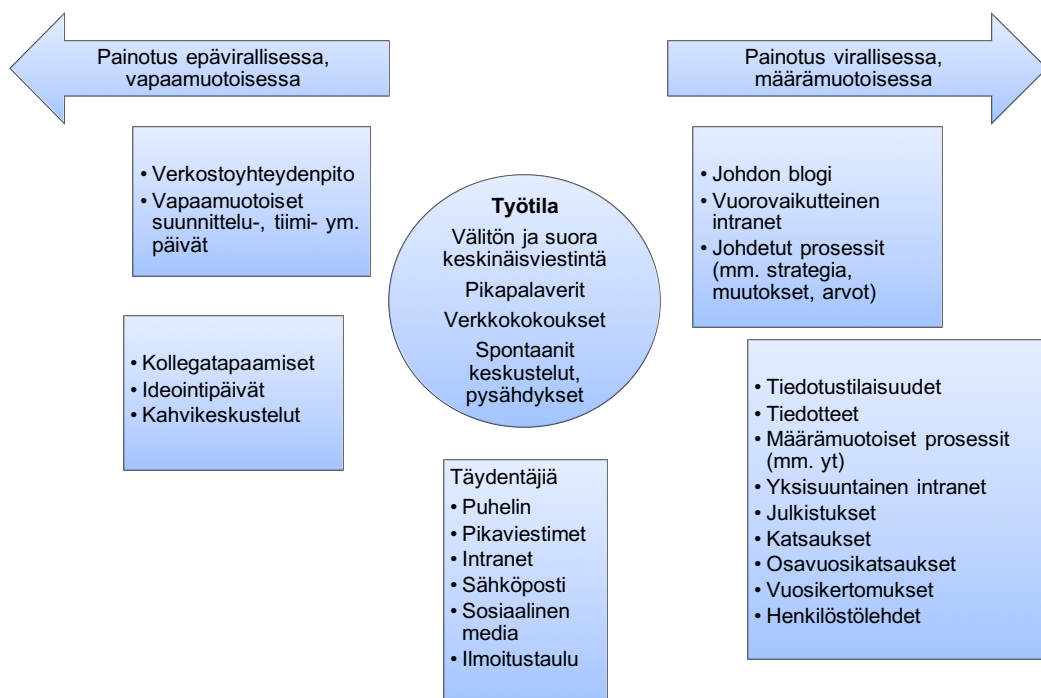 Painotus epävirallisessa,
vapaamuotoisessa
Painotus virallisessa,
määrämuotoisessa
• Verkostoyhteydenpito
• Vapaamuotoiset
suunnittelu-, tiimi- ym.
päivät
• Kollegatapaamiset
• Ideointipäivät
• Kahvikeskustelut
Työtila
Välitön ja suora
keskinäisviestintä
Pikapalaverit
Verkkokokoukset
Spontaanit
keskustelut,
pysähdykset
Täydentäjiä
• Puhelin
• Pikaviestimet
• Intranet
• Sähköposti
• Sosiaalinen
media
• Ilmoitustaulu
• Johdon blogi
• Vuorovaikutteinen
intranet
• Johdetut prosessit
(mm. strategia,
muutokset, arvot)
• Tiedotustilaisuudet
• Tiedotteet
• Määrämuotoiset prosessit
(mm. yt)
• Yksisuuntainen intranet
• Julkistukset
• Katsaukset
• Osavuosikatsaukset
• Vuosikertomukset
• Henkilöstölehdet